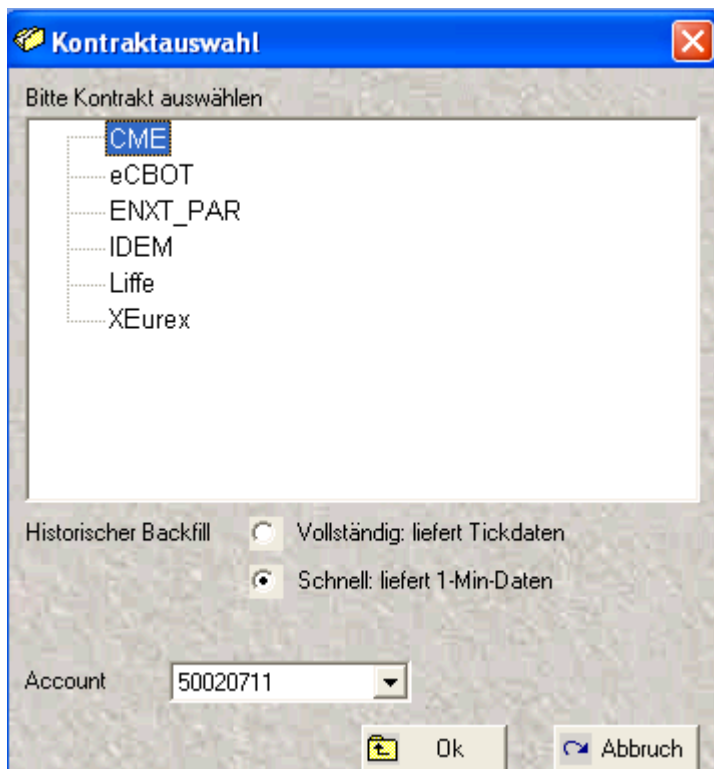 Kontraktauswahl
Bitte Kontrakt auswählen
CME
eCBOT
ENXT_PAR
IDEM
Liffe
XEurex
Historischer Backfill Vollständig: liefert Tickdaten
Schnell: liefert 1-Min-Daten
Account 50020711
Ok Abbruch